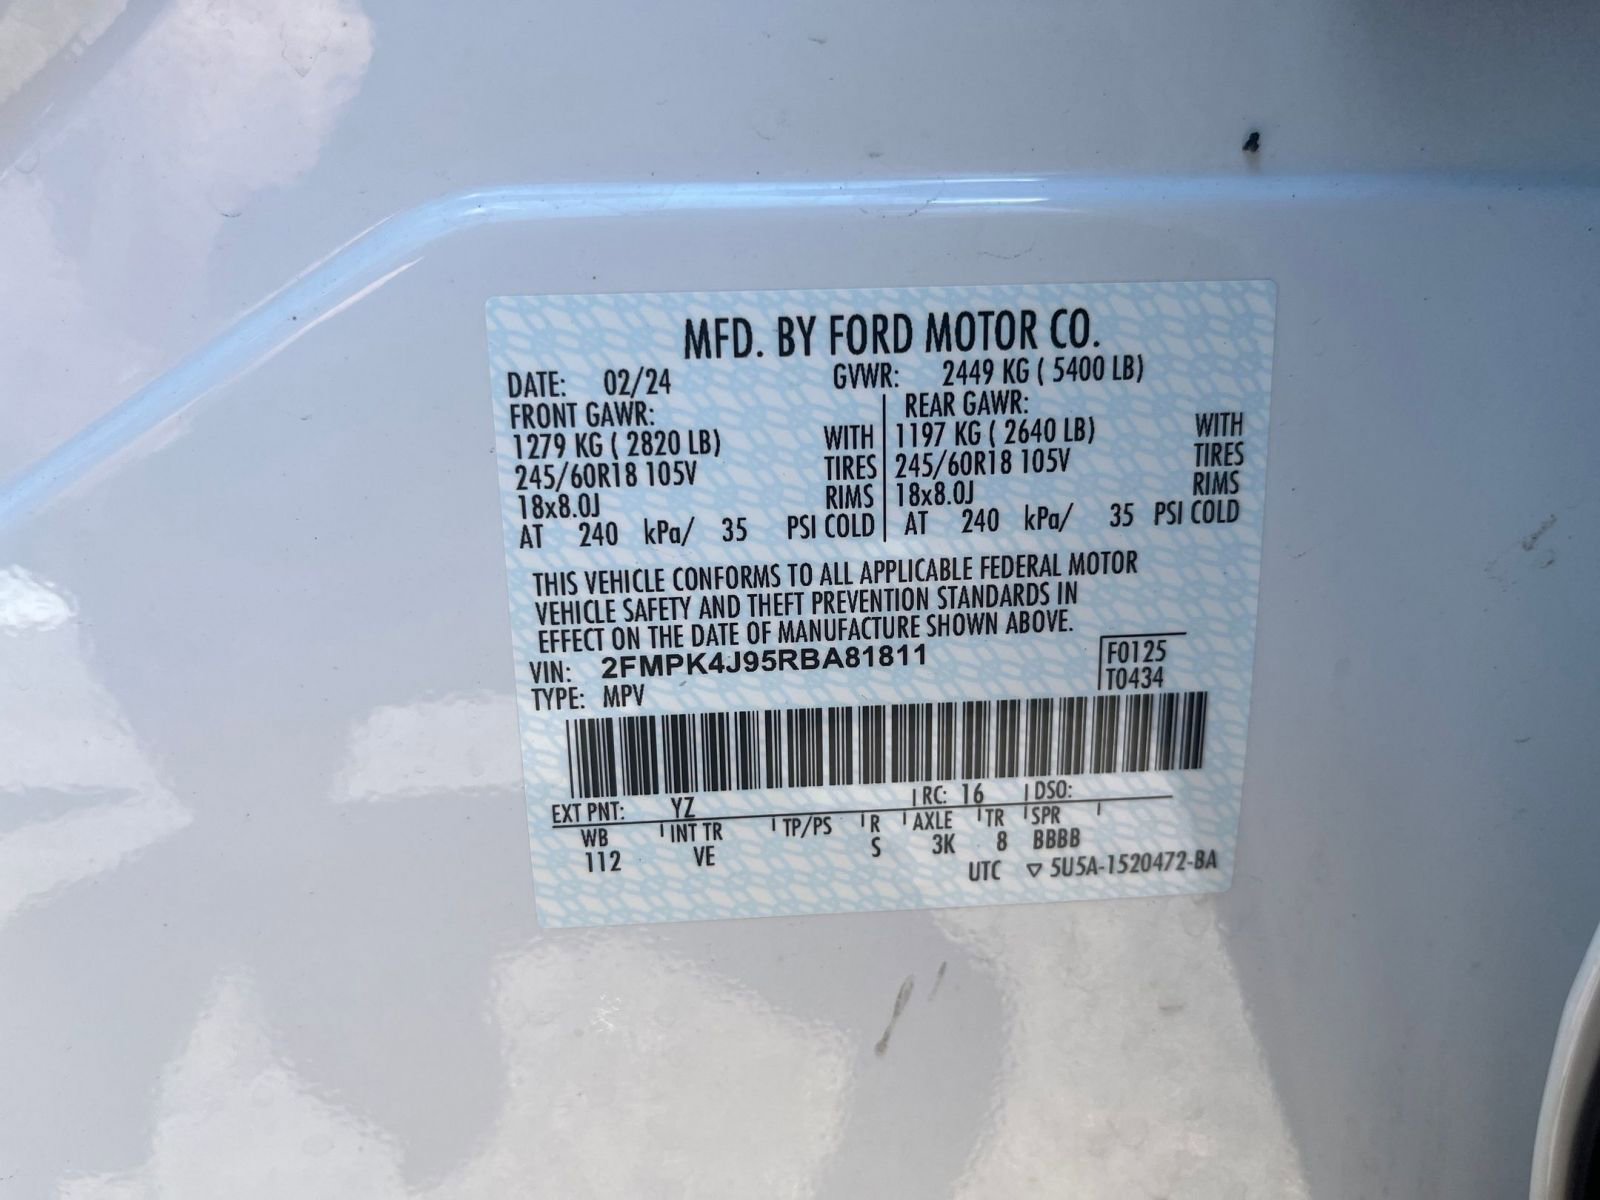 MFD. BY FORD MOTOR CO.
DATE: 02/24 GVWR: 2449 KG ( 5400 LB)
FRONT GAWR: REAR GAWR:
1279 KG ( 2820 LB) WITH 1197 KG ( 2640 LB) WITH
245/60R18 105V TIRES 245/60R18 105V TIRES
18x8.0J RIMS 18x8.0J RIMS
AT 240 kPa/ 35 PSI COLD AT 240 kPa/ 35 PSI COLD
THIS VEHICLE CONFORMS TO ALL APPLICABLE FEDERAL MOTOR
VEHICLE SAFETY AND THEFT PREVENTION STANDARDS IN
EFFECT ON THE DATE OF MANUFACTURE SHOWN ABOVE.
VIN: 2FMPK4J95RBA81811 F0125
TYPE: MPV T0434
EXT PNT: YZ RC: 16 DSO:
WB INT TR TP/PS R AXLE TR SPR
112 VE S 3K 8 BBBB
UTC ▽ 5U5A-1520472-BA